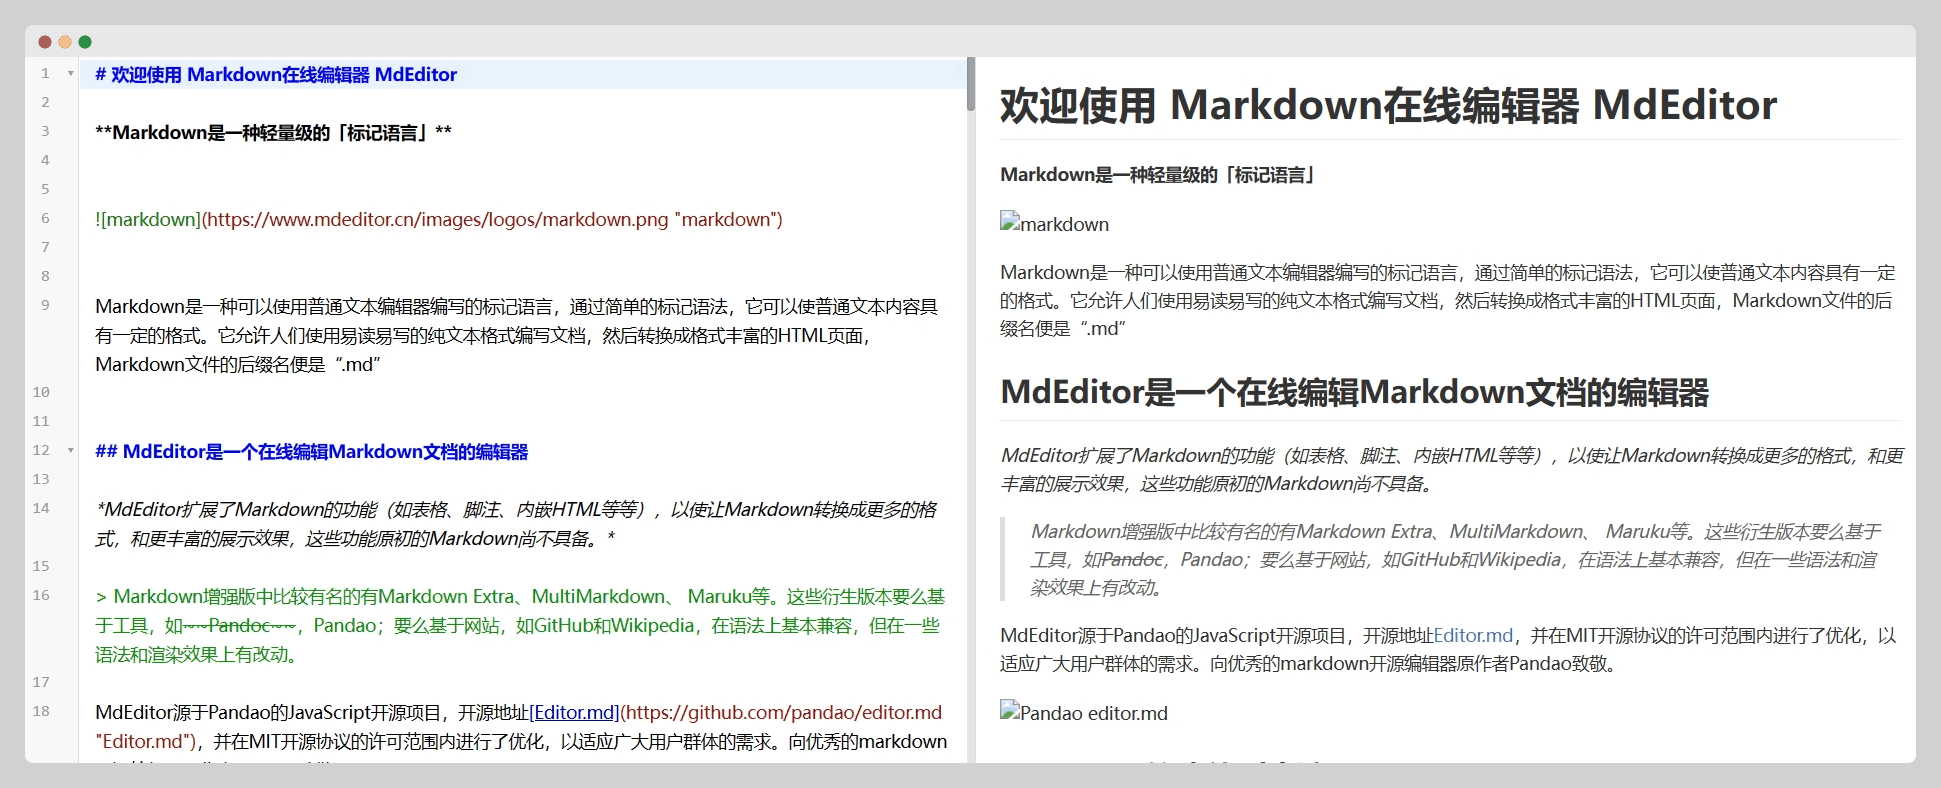 1 # 欢迎使用 Markdown在线编辑器 MdEditor
2
3 **Markdown是一种轻量级的「标记语言」**
4
5
6 ![markdown](https://www.mdeditor.cn/images/logos/markdown.png "markdown")
7
8
9 Markdown是一种可以使用普通文本编辑器编写的标记语言，通过简单的标记语法，它可以使普通文本内容具
有一定的格式。它允许人们使用易读易写的纯文本格式编写文档，然后转换成格式丰富的HTML页面，
Markdown文件的后缀名便是“.md”
10
11
12 ## MdEditor是一个在线编辑Markdown文档的编辑器
13
14 *MdEditor扩展了Markdown的功能（如表格、脚注、内嵌HTML等等），以使让Markdown转换成更多的格
式，和更丰富的展示效果，这些功能原初的Markdown尚不具备。*
15
16 > Markdown增强版中比较有名的有Markdown Extra、MultiMarkdown、 Maruku等。这些衍生版本要么基
于工具，如~~Pandoc~~，Pandao；要么基于网站，如GitHub和Wikipedia，在语法上基本兼容，但在一些
语法和渲染效果上有改动。
17
18 MdEditor源于Pandao的JavaScript开源项目，开源地址[Editor.md](https://github.com/pandao/editor.md
"Editor.md")，并在MIT开源协议的许可范围内进行了优化，以适应广大用户群体的需求。向优秀的markdown
欢迎使用 Markdown在线编辑器 MdEditor
Markdown是一种轻量级的「标记语言」
markdown
Markdown是一种可以使用普通文本编辑器编写的标记语言，通过简单的标记语法，它可以使普通文本内容具有一定
的格式。它允许人们使用易读易写的纯文本格式编写文档，然后转换成格式丰富的HTML页面，Markdown文件的后
缀名便是“.md”
MdEditor是一个在线编辑Markdown文档的编辑器
MdEditor扩展了Markdown的功能（如表格、脚注、内嵌HTML等等），以使让Markdown转换成更多的格式，和更
丰富的展示效果，这些功能原初的Markdown尚不具备。
Markdown增强版中比较有名的有Markdown Extra、MultiMarkdown、 Maruku等。这些衍生版本要么基于
工具，如Pandoc，Pandao；要么基于网站，如GitHub和Wikipedia，在语法上基本兼容，但在一些语法和渲
染效果上有改动。
MdEditor源于Pandao的JavaScript开源项目，开源地址Editor.md，并在MIT开源协议的许可范围内进行了优化，以
适应广大用户群体的需求。向优秀的markdown开源编辑器原作者Pandao致敬。
Pandao editor.md